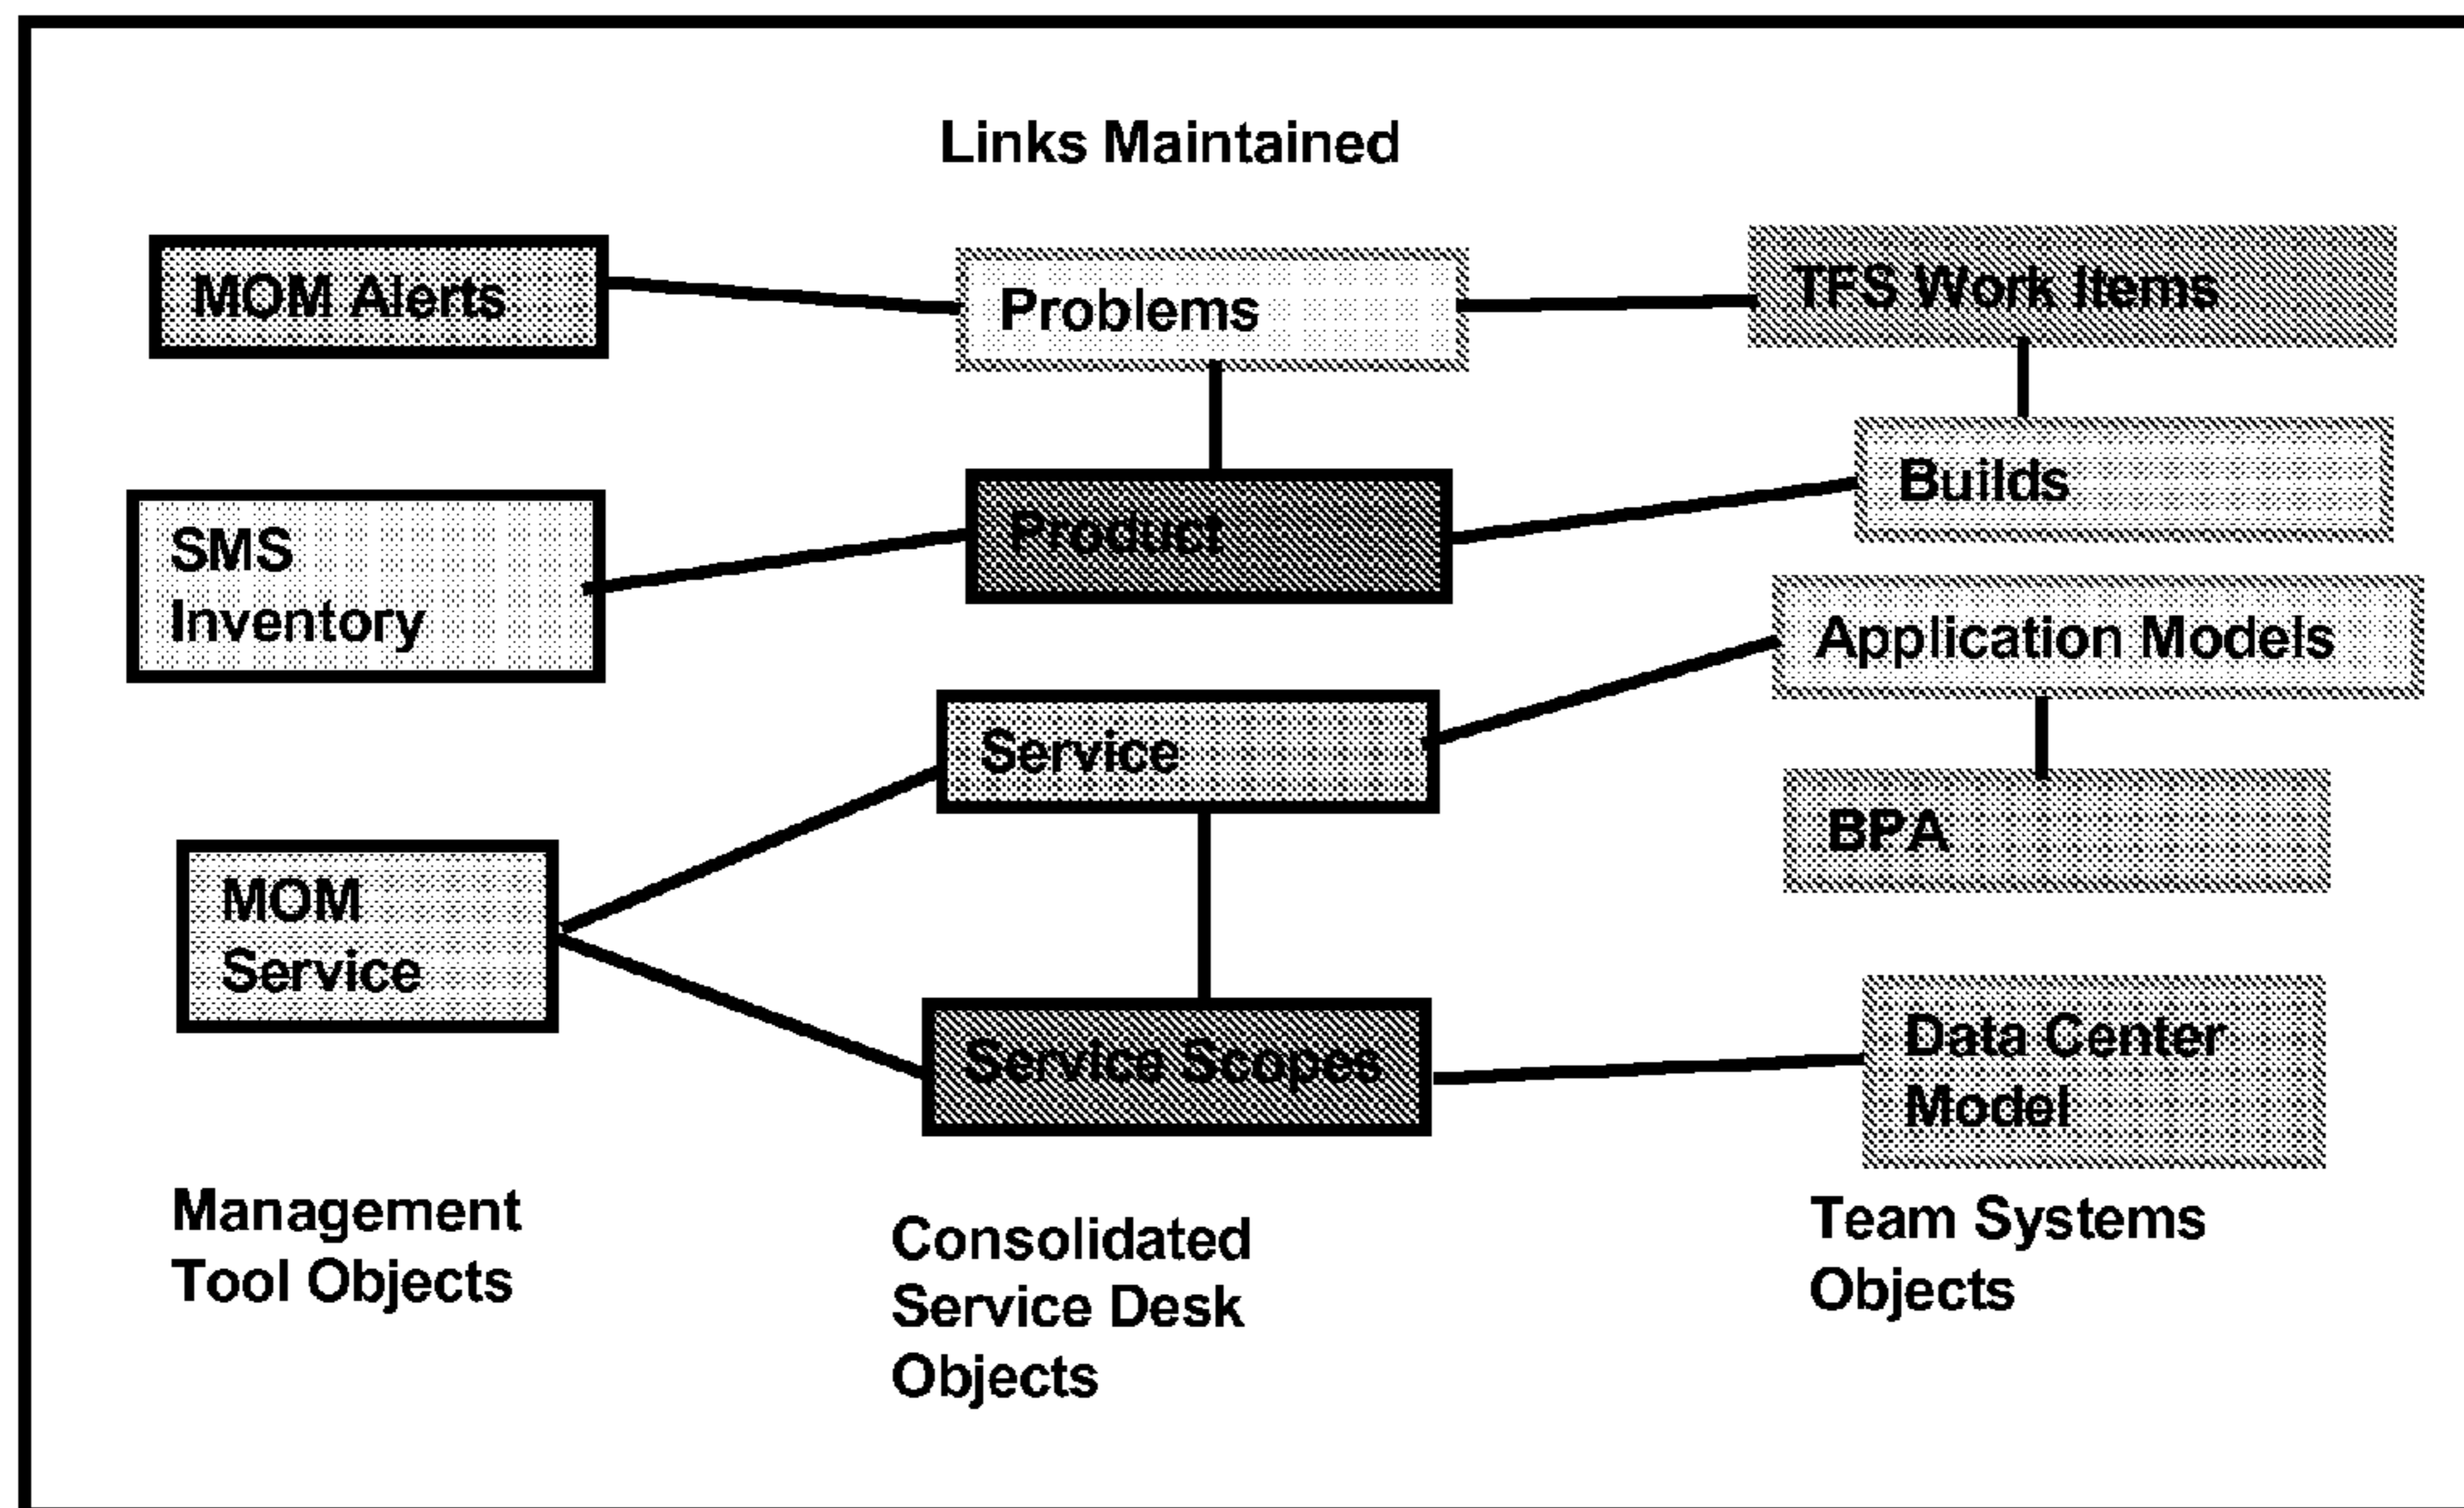 Links Maintained
MOM Alerts
Problems
TFS Work Items
Product
Builds
SMS
Inventory
Application Models
Service
BPA
MOM
Service
Service Scopes
Data Center
Model
Management
Tool Objects
Consolidated
Service Desk
Objects
Team Systems
Objects